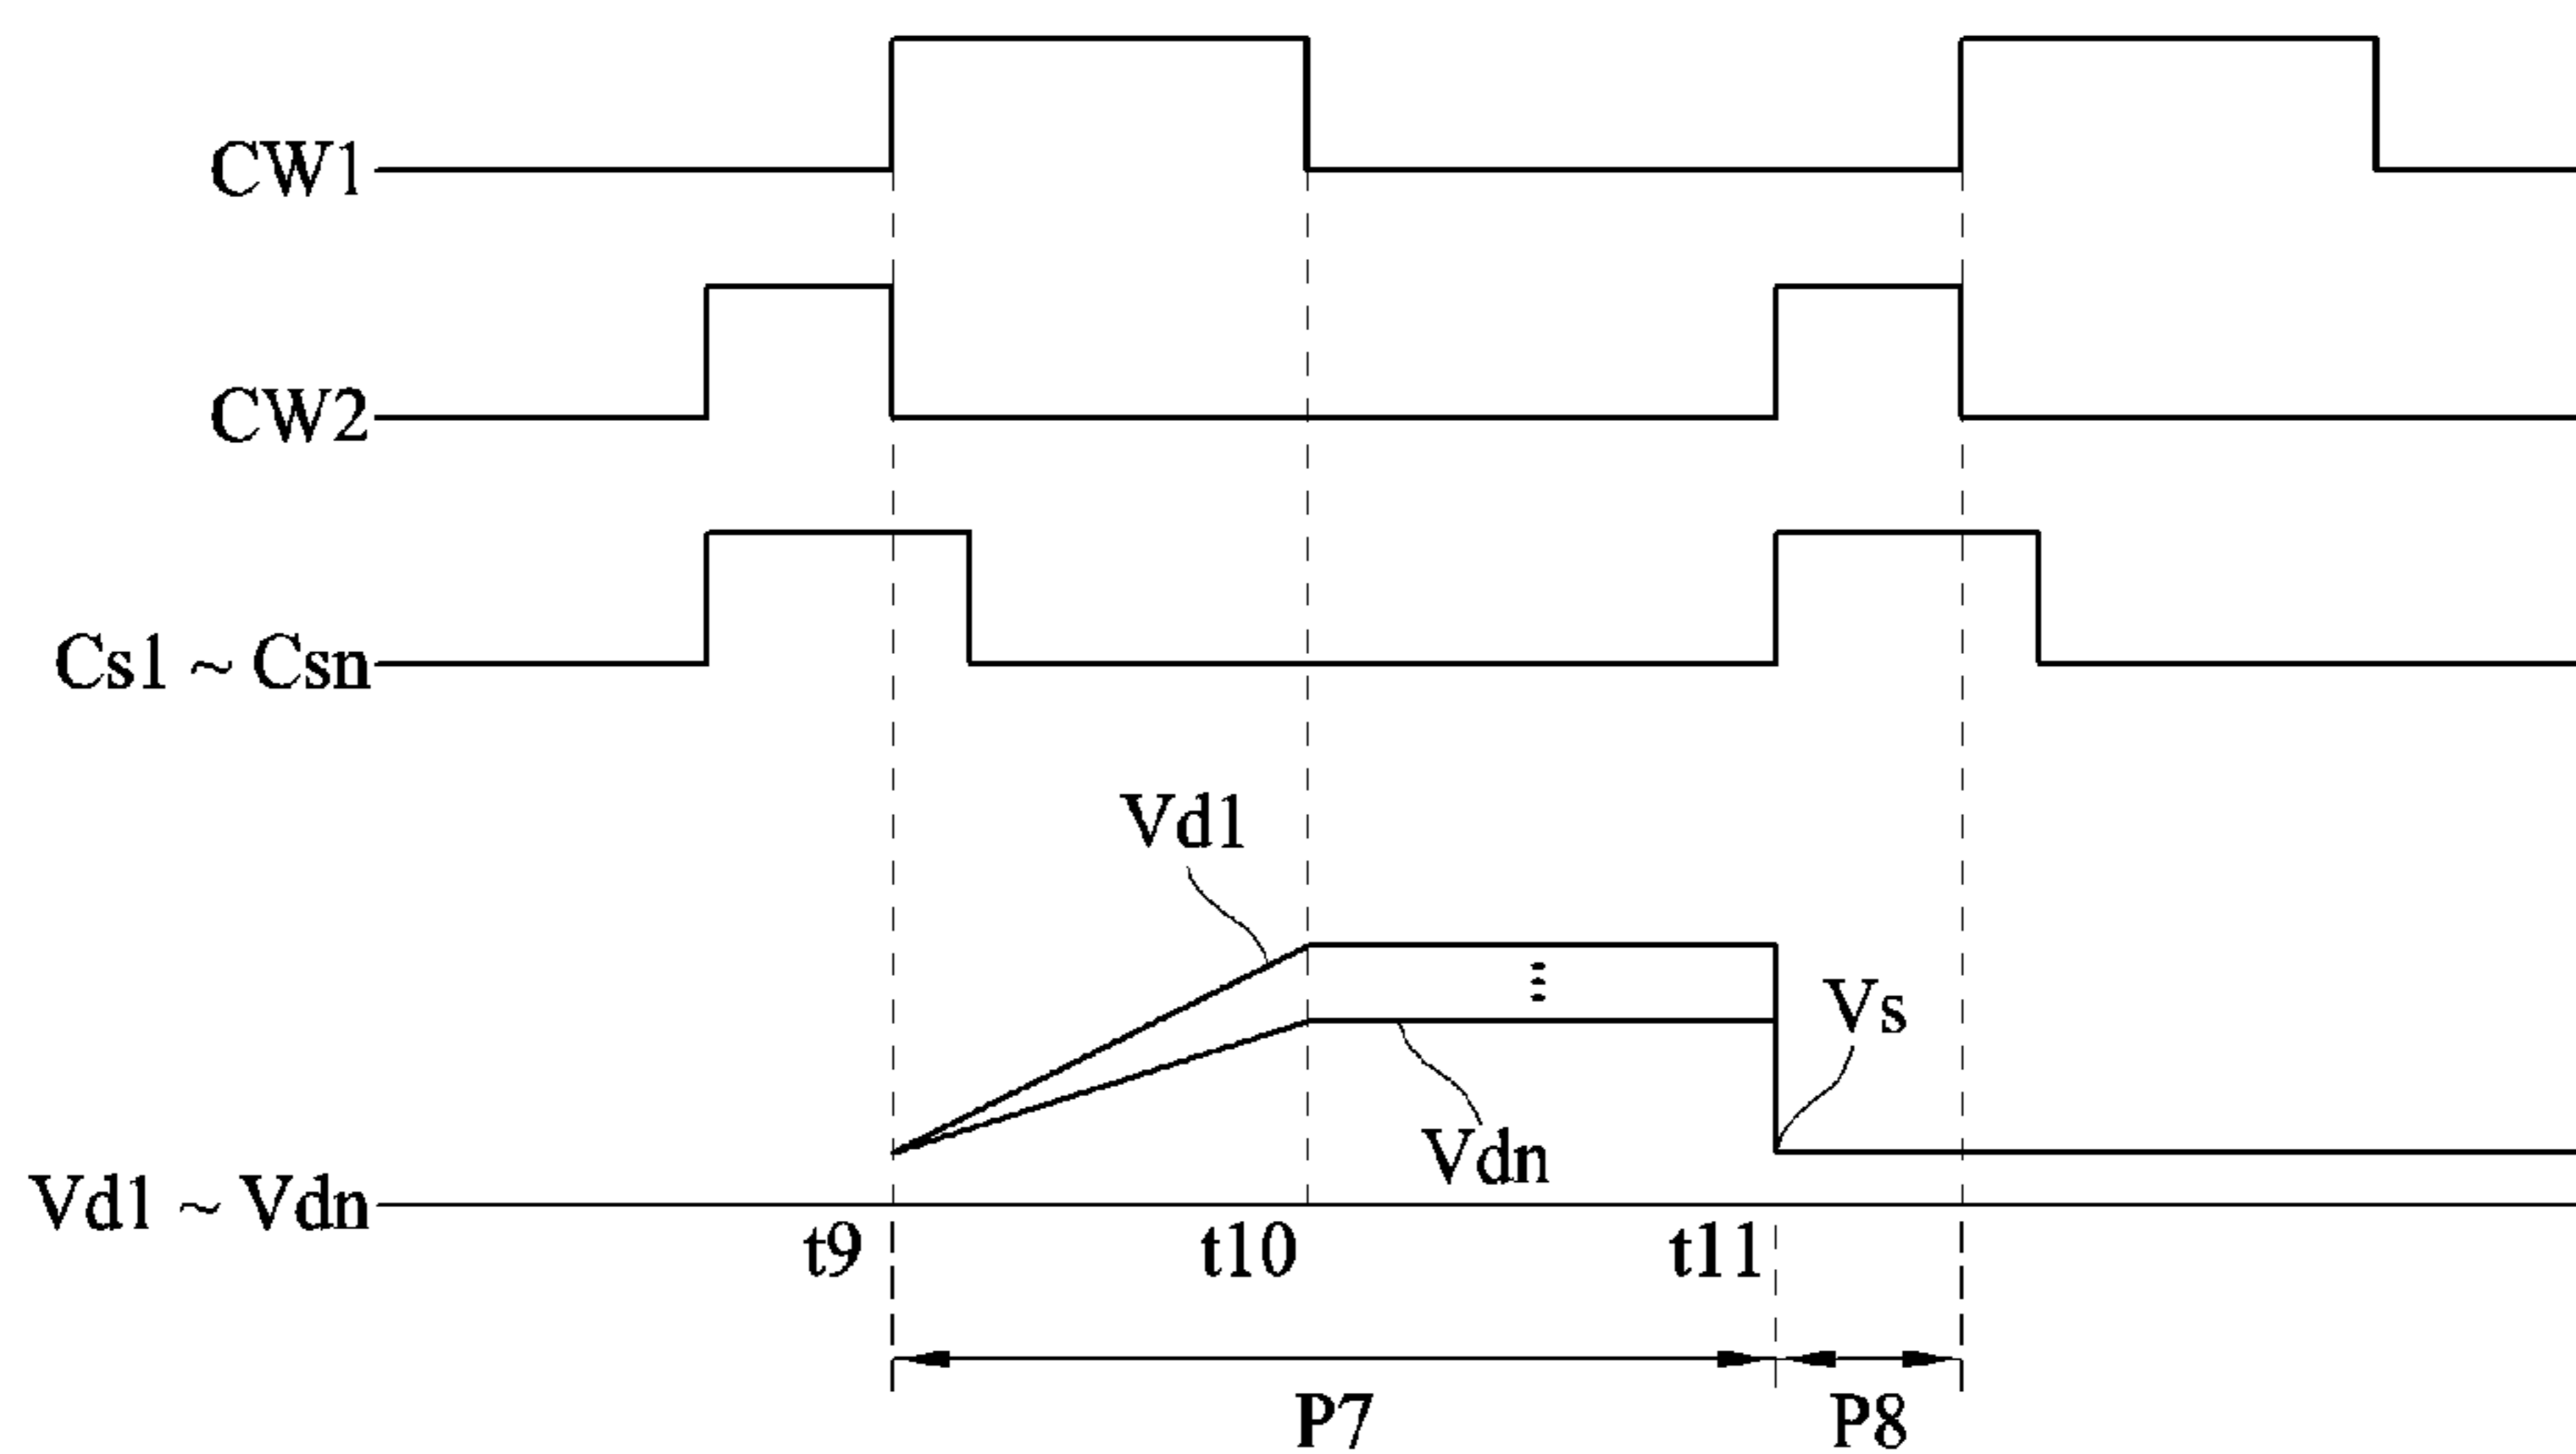 CW1
CW2
Cs1 ~ Csn
Vd1
Vs
Vdn
Vd1 ~ Vdn
t9 t10 t11
P7 P8